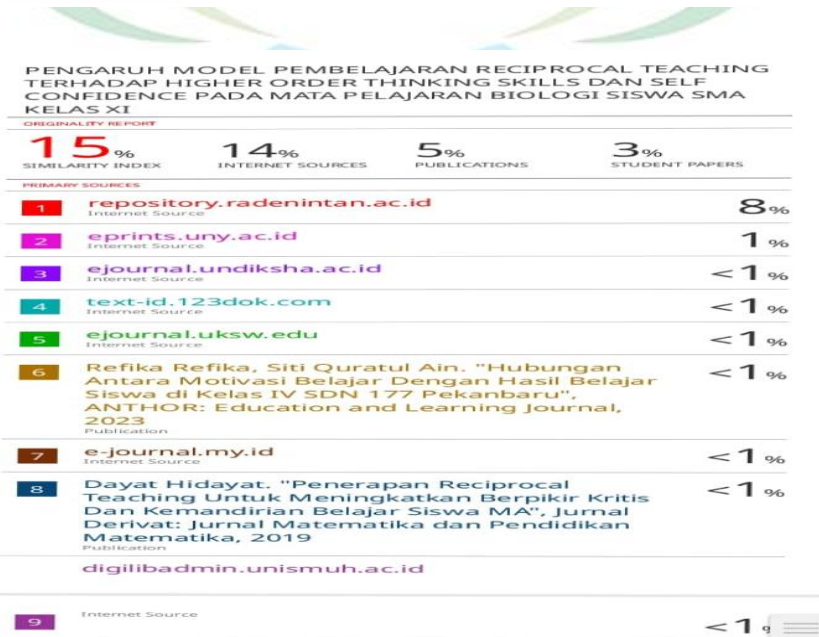 PENGARUH MODEL PEMBELAJARAN RECIPROCAL TEACHING
TERHADAP HIGHER ORDER THINKING SKILLS DAN SELF
CONFIDENCE PADA MATA PELAJARAN BIOLOGI SISWA SMA
KELAS XI
ORIGINALITY REPORT
15% 14% 5% 3%
SIMILARITY INDEX INTERNET SOURCES PUBLICATIONS STUDENT PAPERS
PRIMARY SOURCES
1 repository.radenintan.ac.id 8%
Internet Source
2 eprints.uny.ac.id 1%
Internet Source
3 ejournal.undiksha.ac.id <1%
Internet Source
4 text-id.123dok.com <1%
Internet Source
5 ejournal.uksw.edu <1%
Internet Source
6 Refika Refika, Siti Quratul Ain. "Hubungan <1%
Antara Motivasi Belajar Dengan Hasil Belajar
Siswa di Kelas IV SDN 177 Pekanbaru",
ANTHOR: Education and Learning Journal,
2023
Publication
7 e-journal.my.id <1%
Internet Source
8 Dayat Hidayat. "Penerapan Reciprocal <1%
Teaching Untuk Meningkatkan Berpikir Kritis
Dan Kemandirian Belajar Siswa MA", Jurnal
Derivat: Jurnal Matematika dan Pendidikan
Matematika, 2019
Publication
digilibadmin.unismuh.ac.id
Internet Source
9 <1